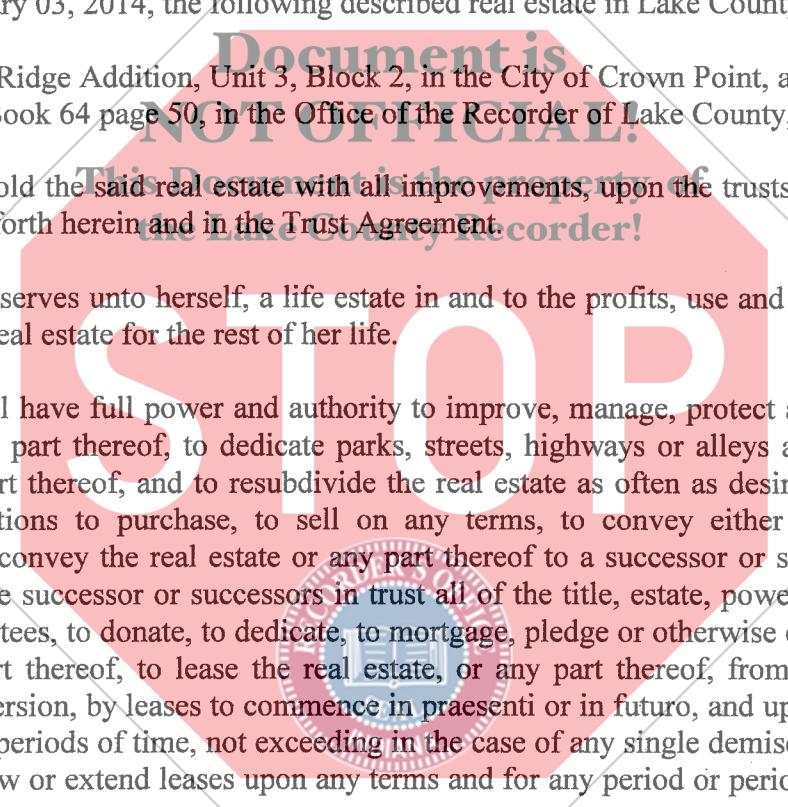 ry 03, 2014, the following described real estate in Lake County
Document is
Ridge Addition, Unit 3, Block 2, in the City of Crown Point, a
Book 64 page 50, in the Office of the Recorder of Lake County,
NOT OFFICIAL!
old the said real estate with all improvements, upon the trusts
This Document is the property of
forth herein and in the Trust Agreement.
the Lake County Recorder!
serves unto herself, a life estate in and to the profits, use and
eal estate for the rest of her life.
STOP
l have full power and authority to improve, manage, protect a
part thereof, to dedicate parks, streets, highways or alleys a
rt thereof, and to resubdivide the real estate as often as desir
tions to purchase, to sell on any terms, to convey either
convey the real estate or any part thereof to a successor or s
e successor or successors in trust all of the title, estate, powe
tees, to donate, to dedicate, to mortgage, pledge or otherwise
rt thereof, to lease the real estate, or any part thereof, from
ersion, by leases to commence in praesenti or in futuro, and up
periods of time, not exceeding in the case of any single demise
w or extend leases upon any terms and for any period or perio
RECORDER'S OFFIC